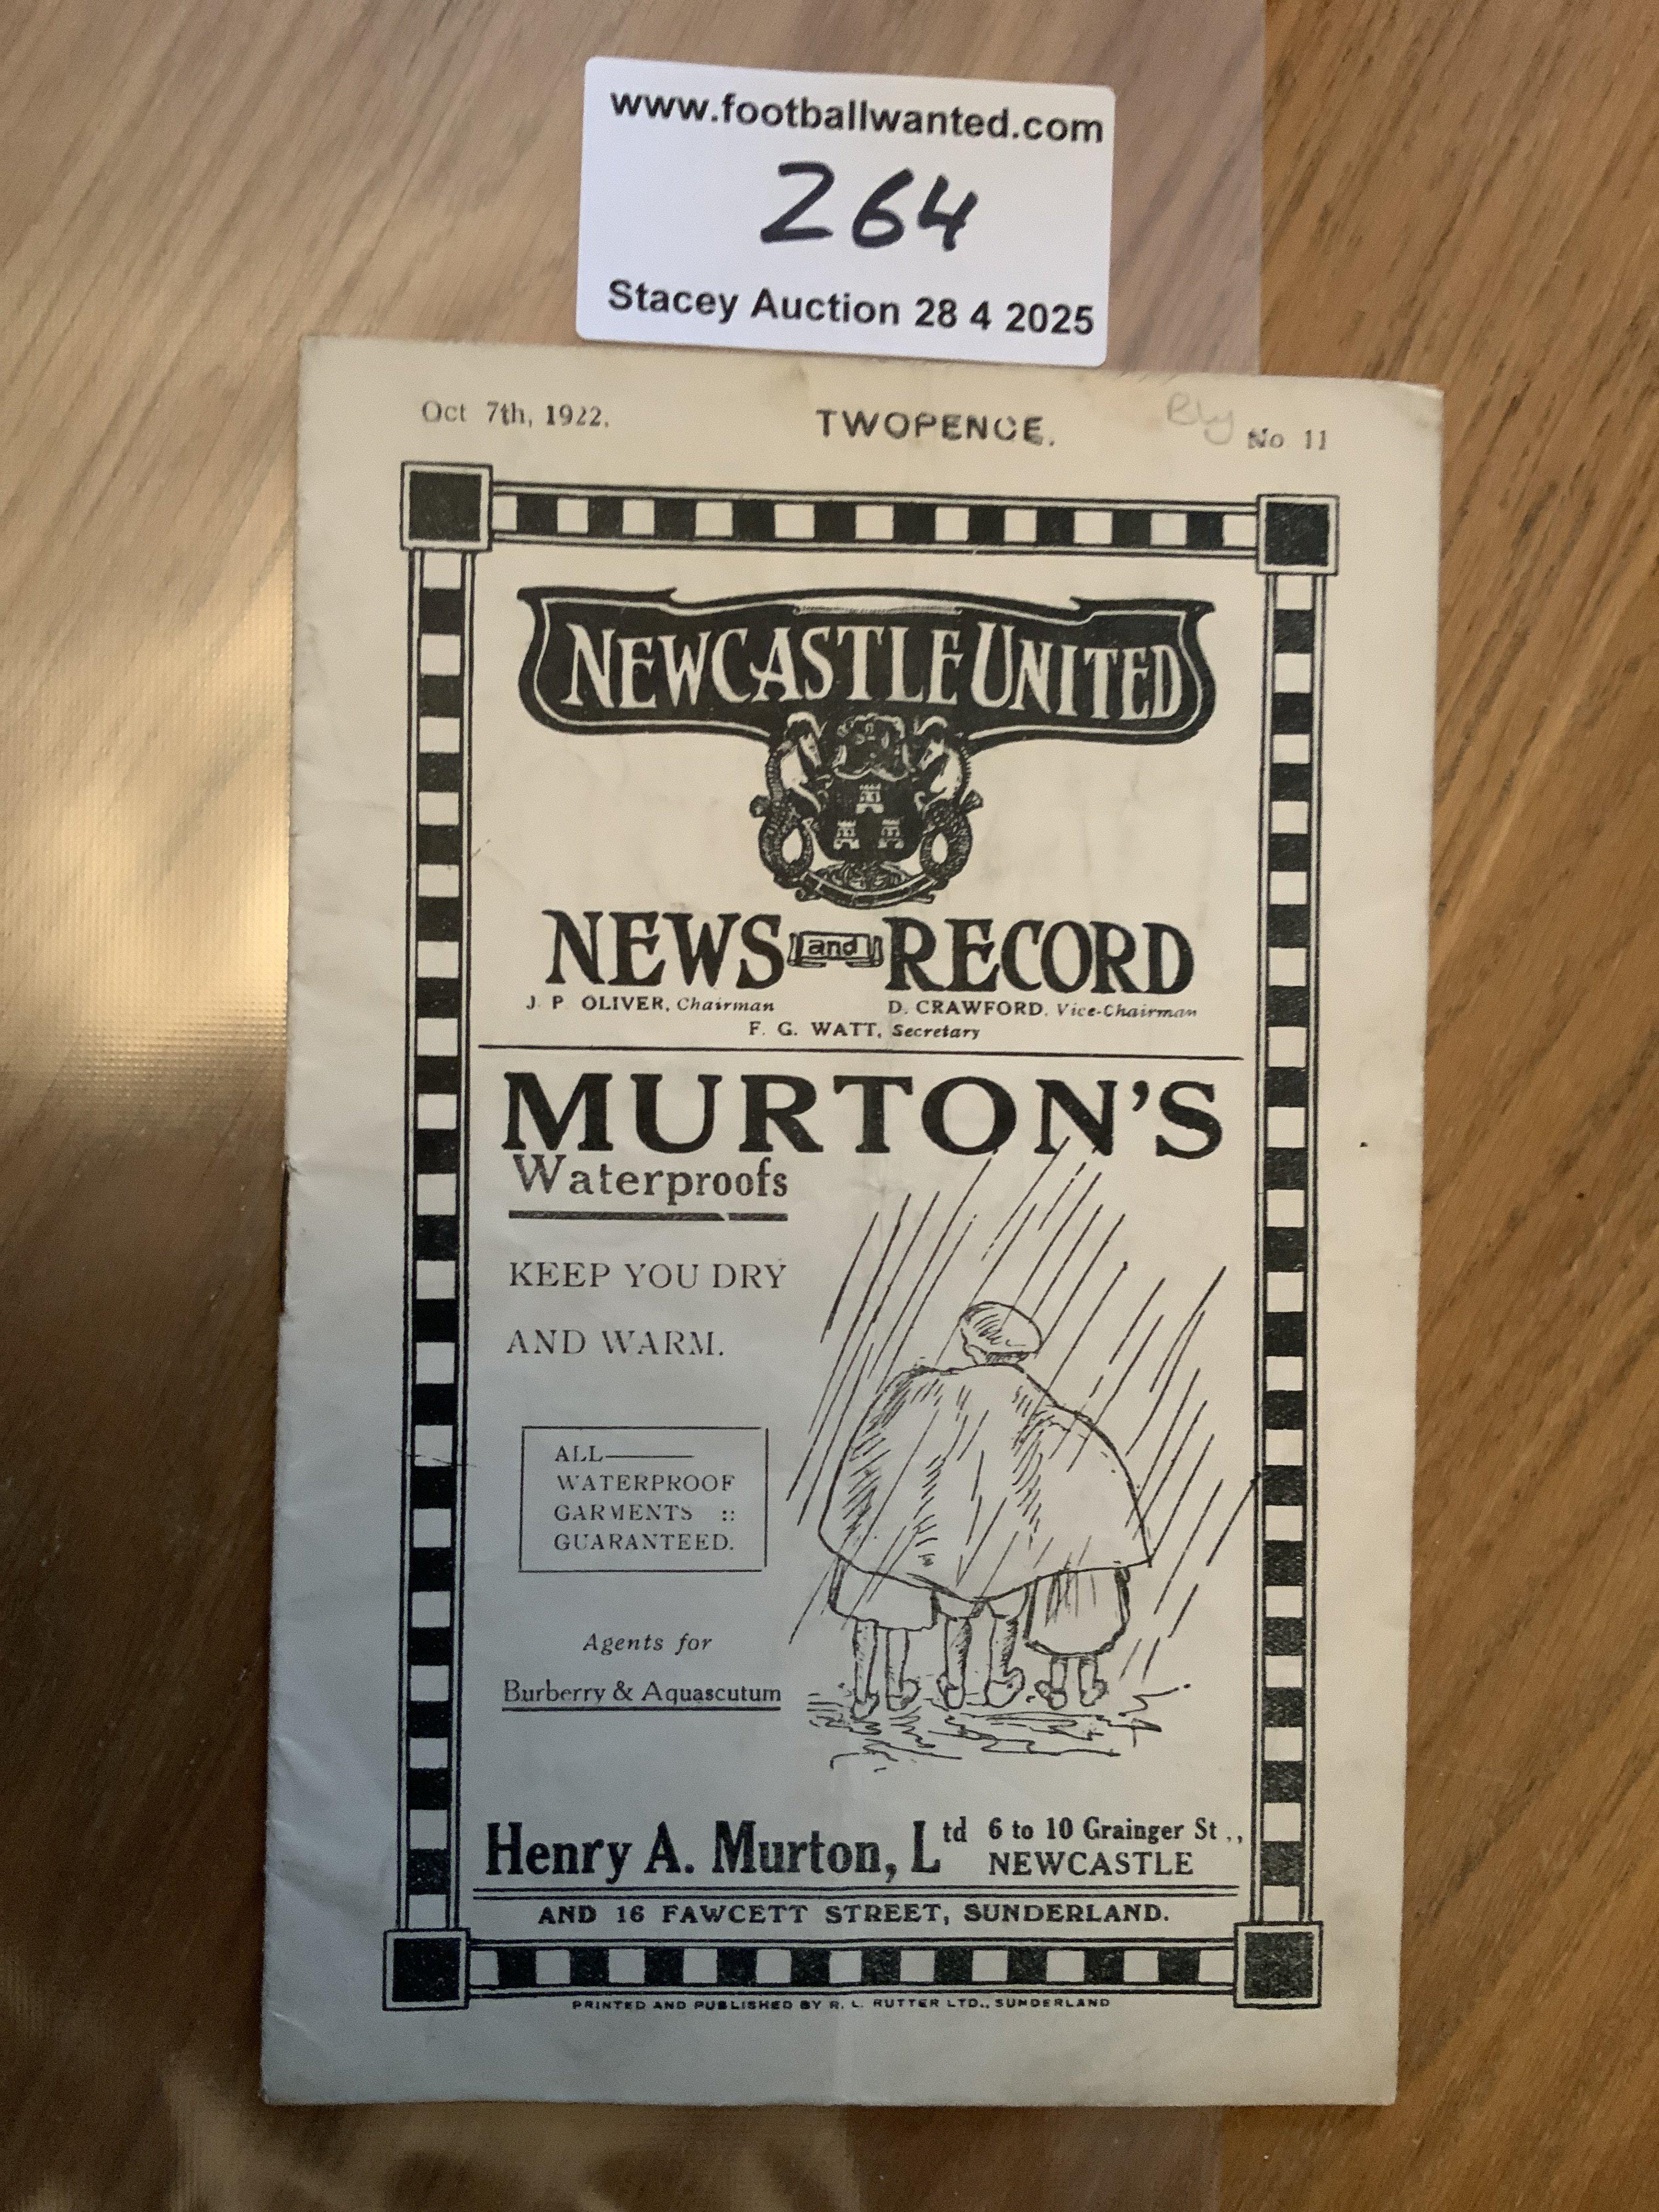 www.footballwanted.com
264
Stacey Auction 28 4 2025
Oct 7th, 1922. TWOPENCE. No 11
NEWCASTLE UNITED
NEWS and RECORD
J. P. OLIVER, Chairman D. CRAWFORD, Vice-Chairman
F. G. WATT, Secretary
MURTON'S
Waterproofs
KEEP YOU DRY
AND WARM.
ALL
WATERPROOF
GARMENTS ::
GUARANTEED.
Agents for
Burberry & Aquascutum
Henry A. Murton, Ltd 6 to 10 Grainger St.,
NEWCASTLE
AND 16 FAWCETT STREET, SUNDERLAND.
PRINTED AND PUBLISHED BY R. L. RUTTER LTD., SUNDERLAND